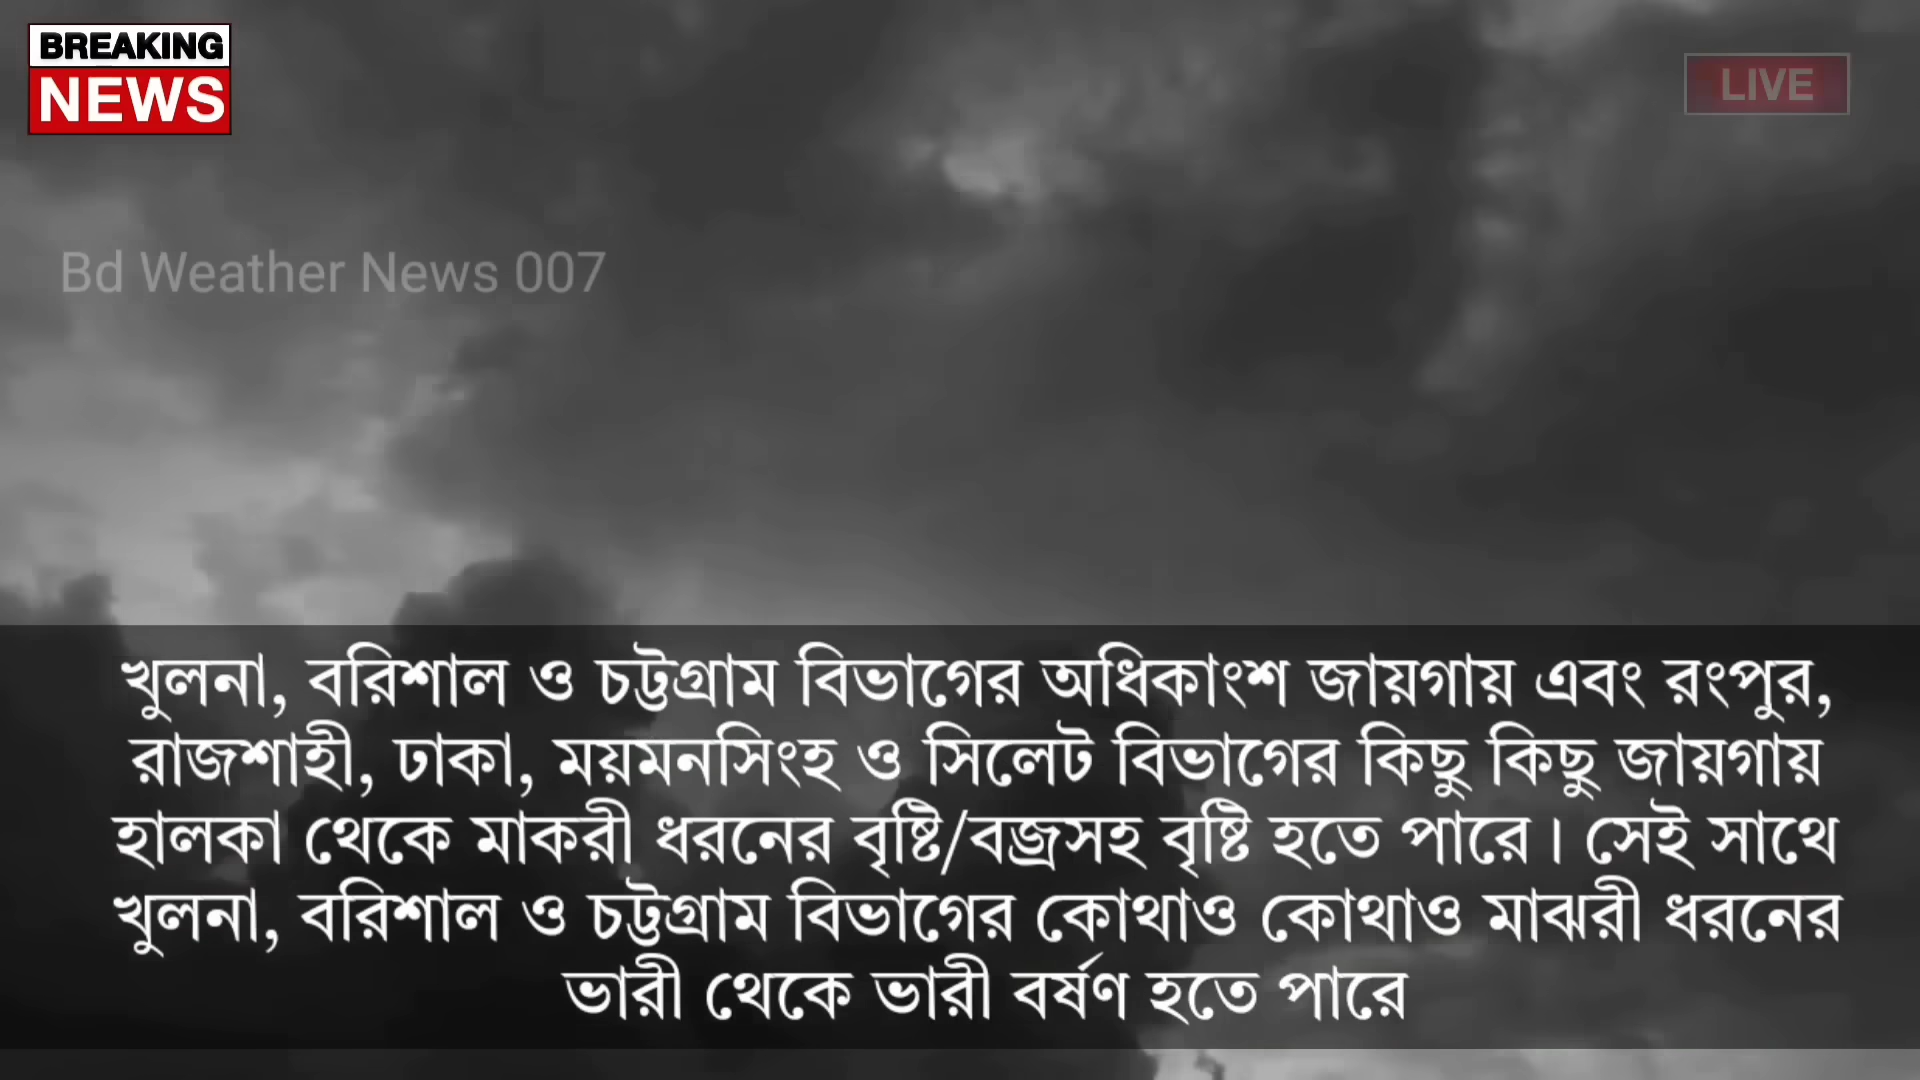 BREAKING
NEWS
LIVE
Bd Weather News 007
খুলনা, বরিশাল ও চট্টগ্রাম বিভাগের অধিকাংশ জায়গায় এবং রংপুর,
রাজশাহী, ঢাকা, ময়মনসিংহ ও সিলেট বিভাগের কিছু কিছু জায়গায়
হালকা থেকে মাকরী ধরনের বৃষ্টি/বজ্রসহ বৃষ্টি হতে পারে। সেই সাথে
খুলনা, বরিশাল ও চট্টগ্রাম বিভাগের কোথাও কোথাও মাঝরী ধরনের
ভারী থেকে ভারী বর্ষণ হতে পারে